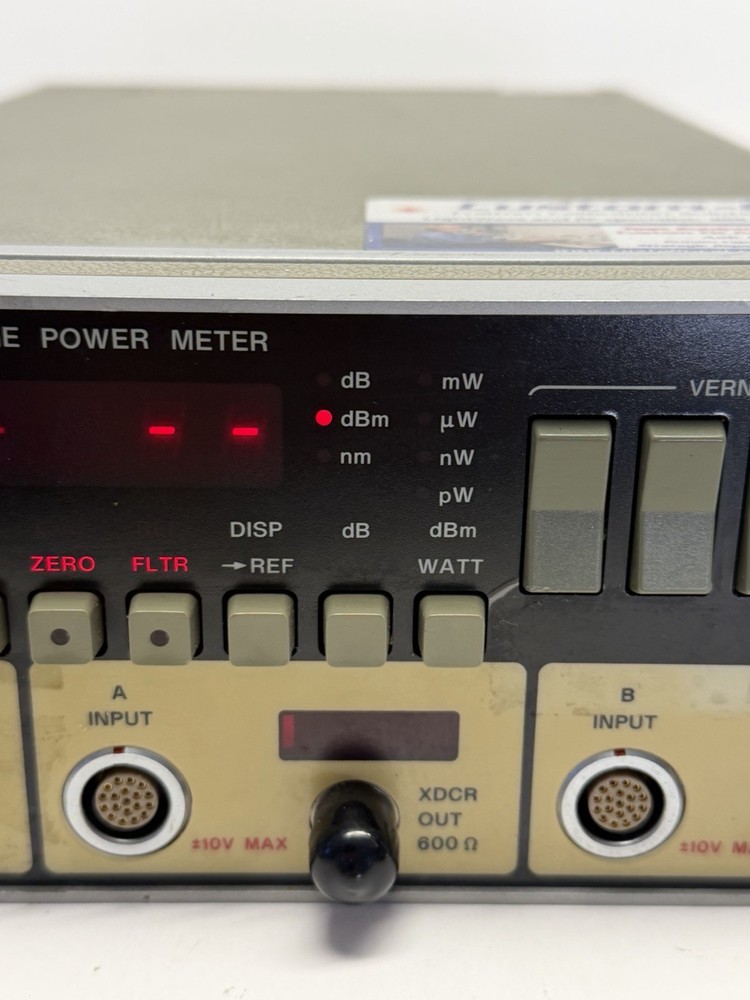 POWER METER
dB mW
dBm μW
nm nW
pW
VERN
DISP dB dBm
ZERO FLTR →REF WATT
A
INPUT
±10V MAX
XDCR
OUT
600 Ω
B
INPUT
±10V